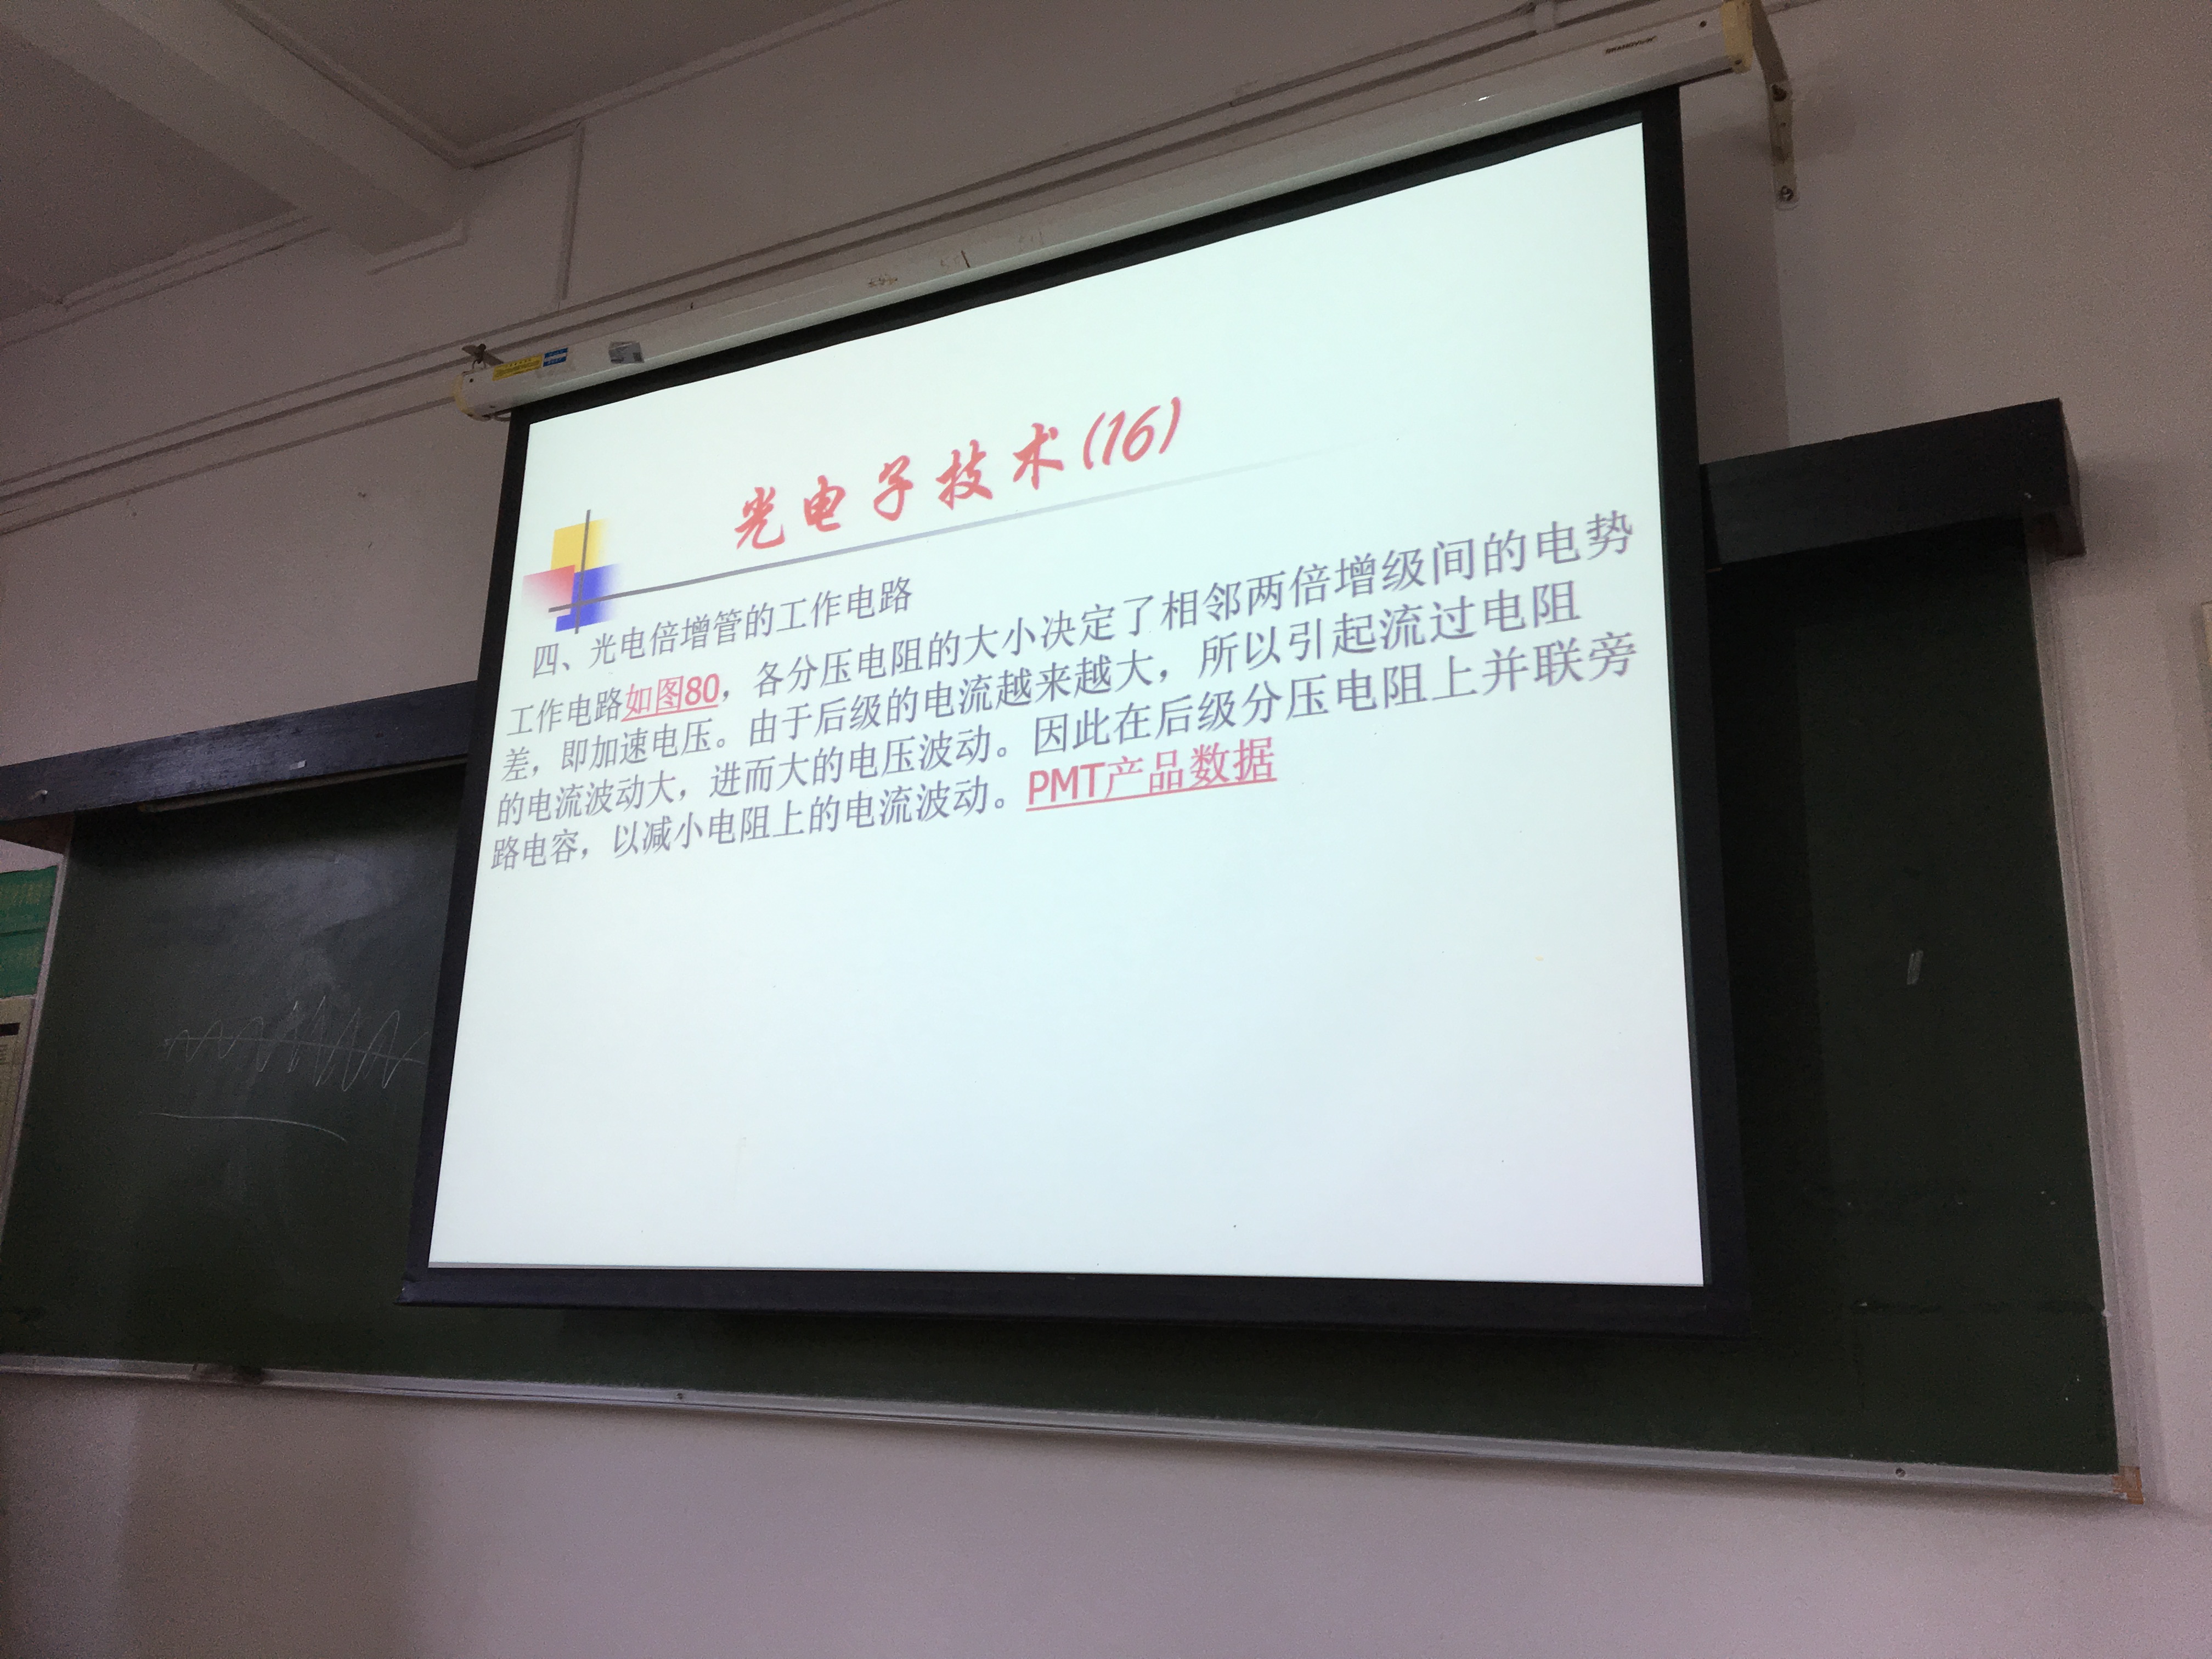 光电子技术(16)
四、光电倍增管的工作电路
工作电路如图80，各分压电阻的大小决定了相邻两倍增级间的电势
差，即加速电压。由于后级的电流越来越大，所以引起流过电阻
的电流波动大，进而大的电压波动。因此在后级分压电阻上并联旁
路电容，以减小电阻上的电流波动。PMT产品数据